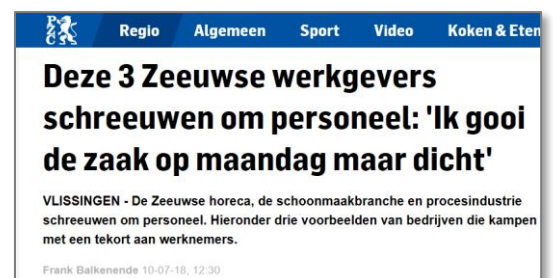 PZC
Regio Algemeen Sport Video Koken & Eten
Deze 3 Zeeuwse werkgevers
schreeuwen om personeel: 'Ik gooi
de zaak op maandag maar dicht'
VLISSINGEN - De Zeeuwse horeca, de schoonmaakbranche en procesindustrie
schreeuwen om personeel. Hieronder drie voorbeelden van bedrijven die kampen
met een tekort aan werknemers.
Frank Balkenende 10-07-18, 12:30